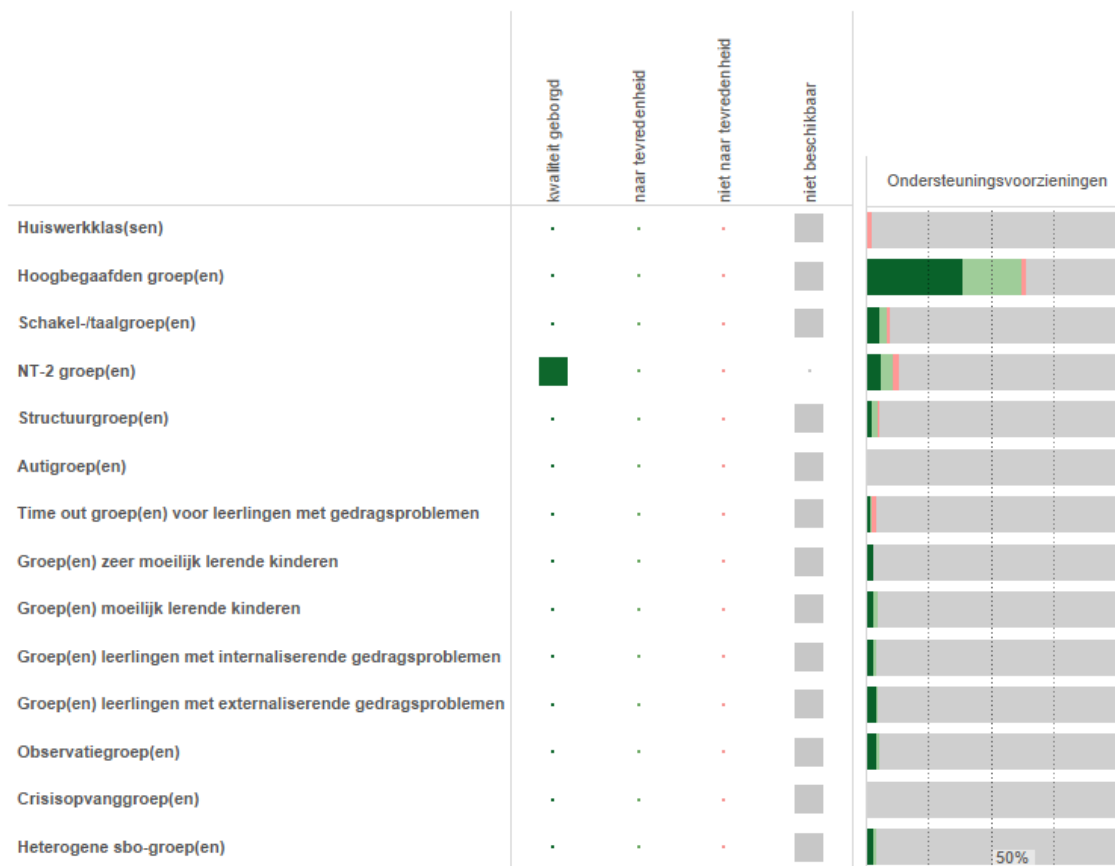 kwaliteit geborgd
naar tevredenheid
niet naar tevredenheid
niet beschikbaar
Ondersteuningsvoorzieningen
Huiswerkklas(sen)
Hoogbegaafden groep(en)
Schakel-/taalgroep(en)
NT-2 groep(en)
Structuurgroep(en)
Autigroep(en)
Time out groep(en) voor leerlingen met gedragsproblemen
Groep(en) zeer moeilijk lerende kinderen
Groep(en) moeilijk lerende kinderen
Groep(en) leerlingen met internaliserende gedragsproblemen
Groep(en) leerlingen met externaliserende gedragsproblemen
Observatiegroep(en)
Crisisopvanggroep(en)
Heterogene sbo-groep(en)
50%